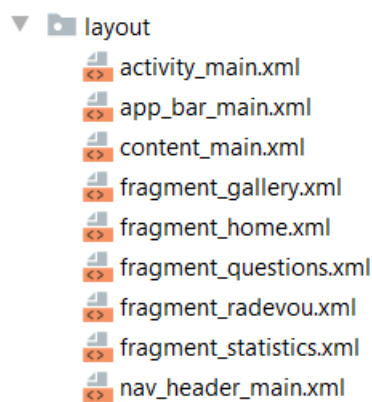 layout
activity_main.xml
app_bar_main.xml
content_main.xml
fragment_gallery.xml
fragment_home.xml
fragment_questions.xml
fragment_radevou.xml
fragment_statistics.xml
nav_header_main.xml